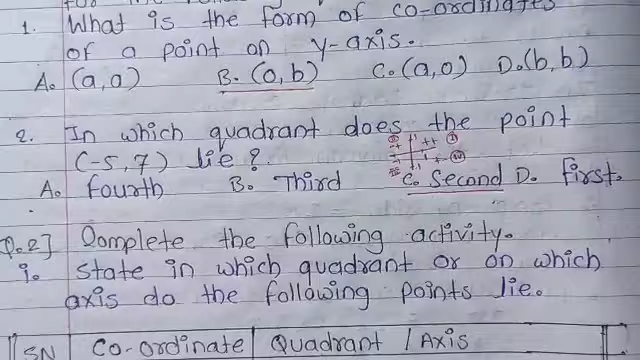 1. What is the form of co-ordinates
of a point on y-axis.
A. (a,a) B. (0,b) C. (a,0) D. (b,b)
2. In which quadrant does the point
(-5,7) lie?
A. Fourth B. Third C. Second D. First.
Q.2] Complete the following activity.
i. State in which quadrant or on which
axis do the following points lie.
SN Co-ordinate Quadrant / Axis